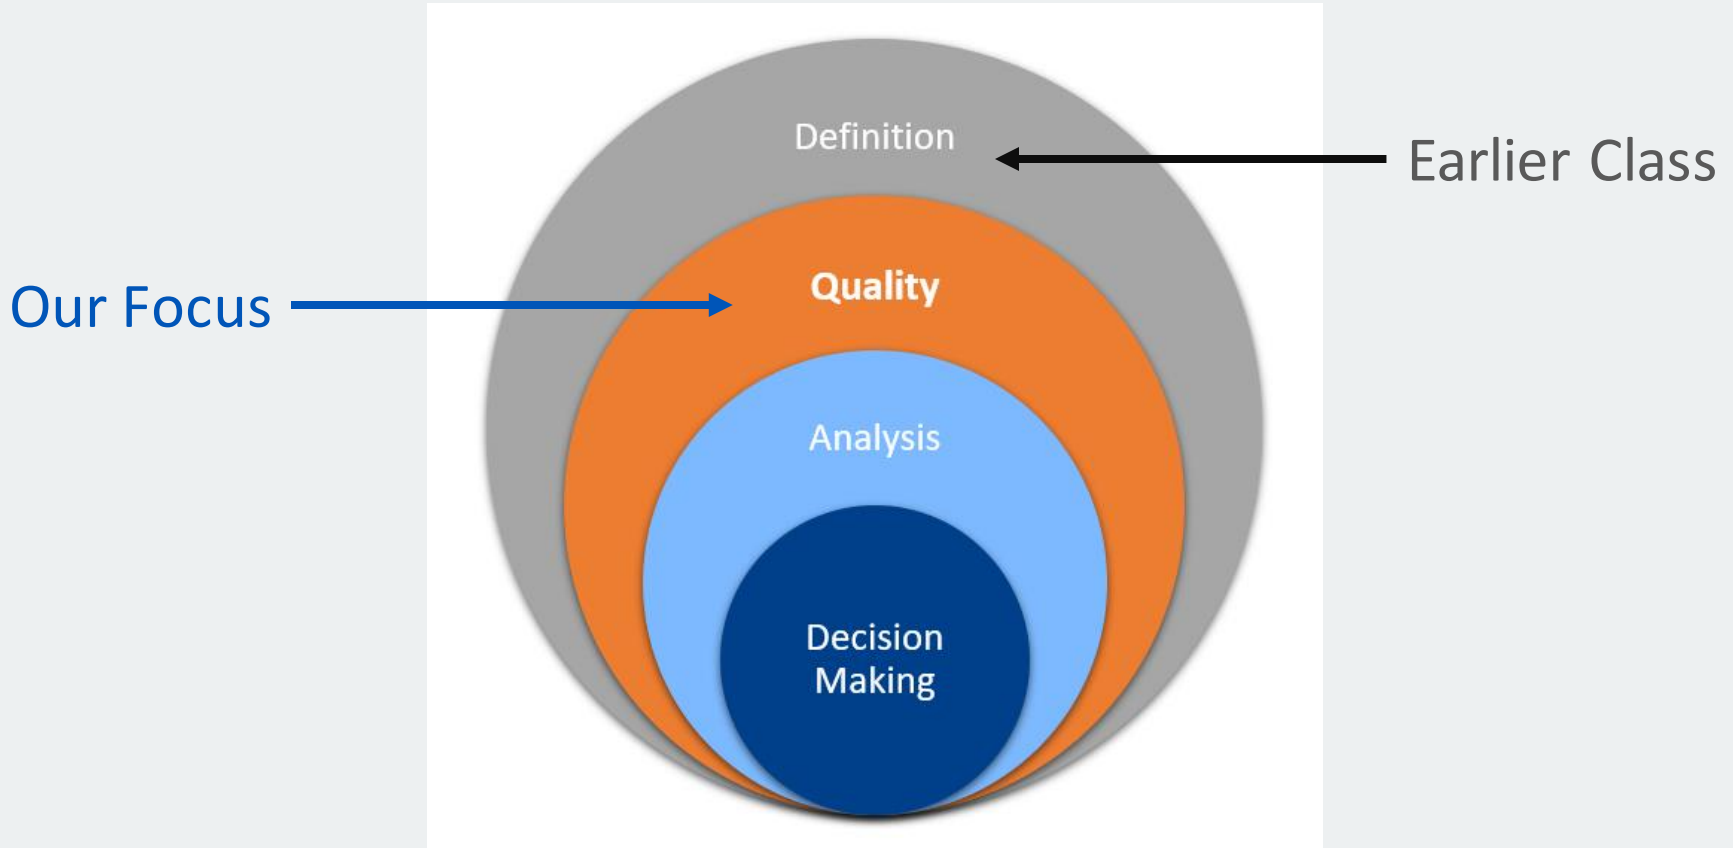 Definition
Earlier Class
Quality
Our Focus
Analysis
Decision
Making